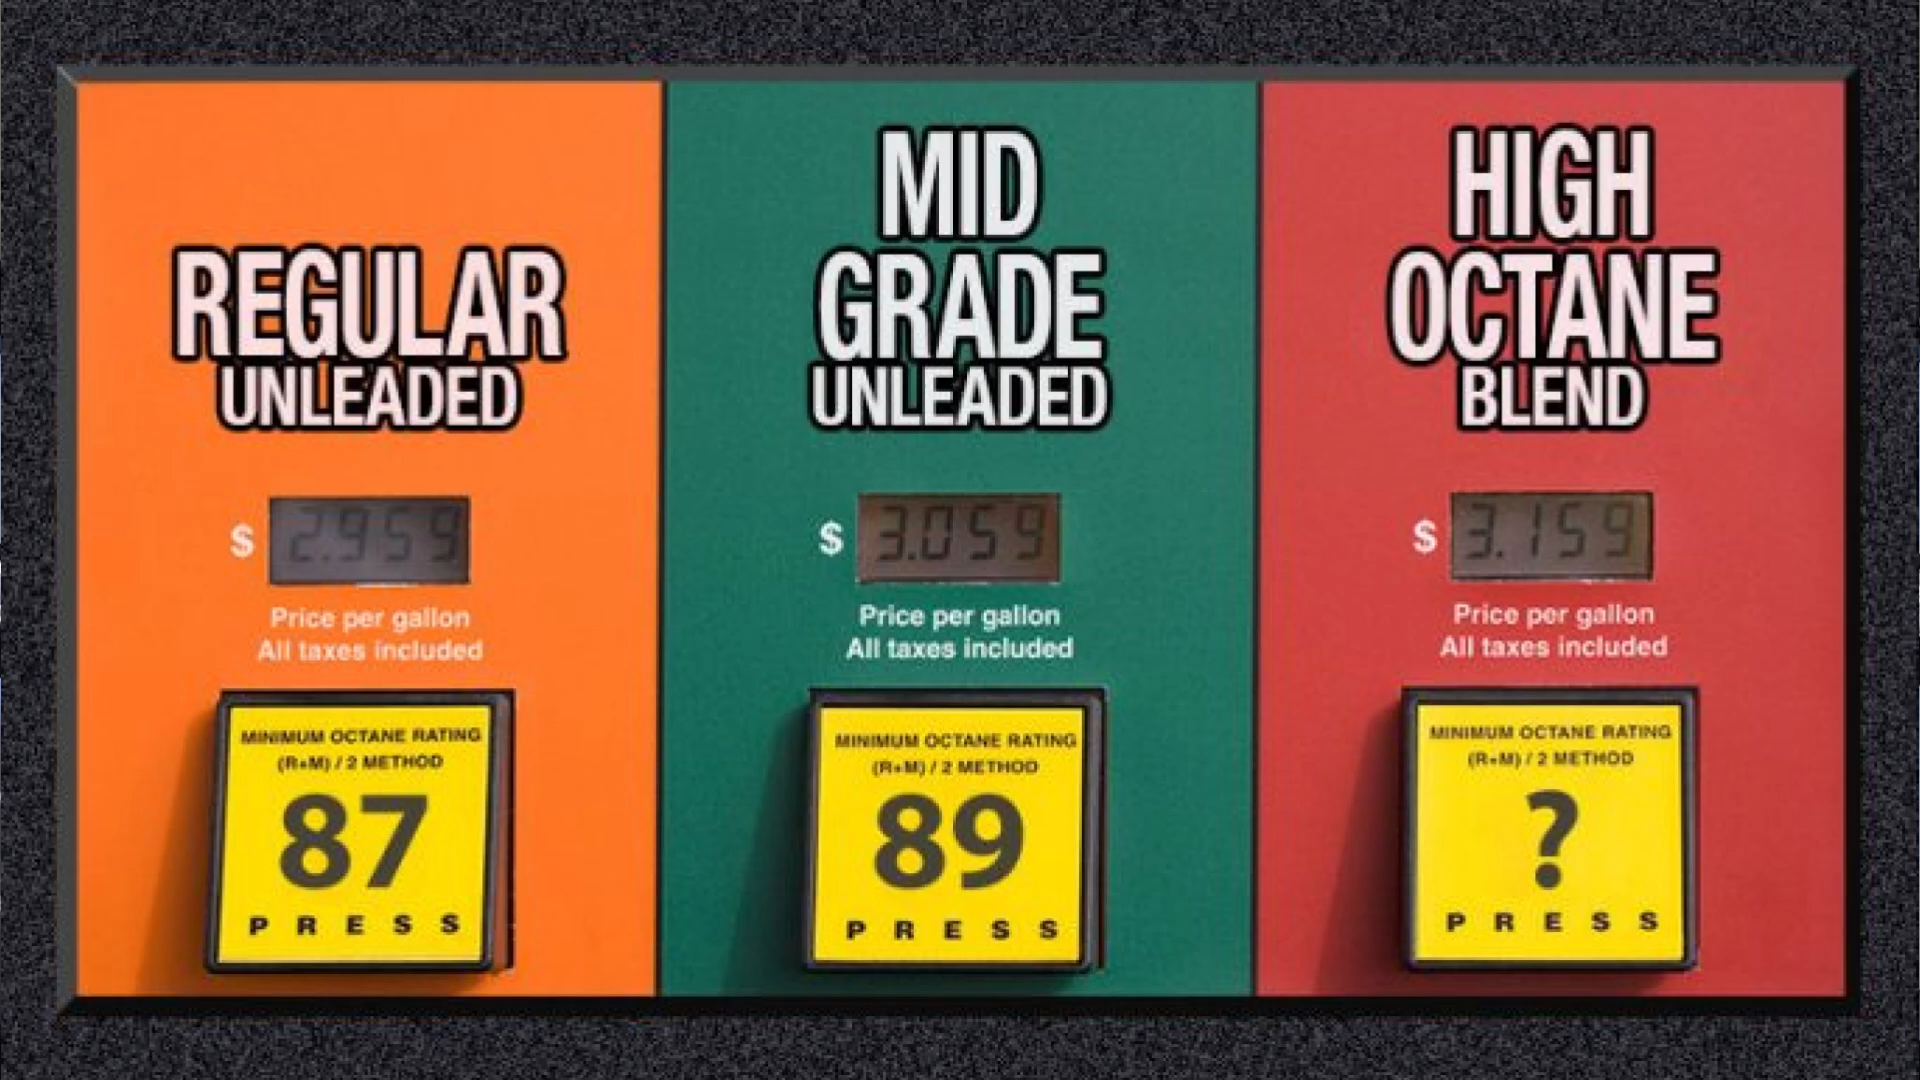 REGULAR
UNLEADED
$ 2.959
Price per gallon
All taxes included
MINIMUM OCTANE RATING
(R+M) / 2 METHOD
87
PRESS
MID
GRADE
UNLEADED
$ 3.059
Price per gallon
All taxes included
MINIMUM OCTANE RATING
(R+M) / 2 METHOD
89
PRESS
HIGH
OCTANE
BLEND
$ 3.159
Price per gallon
All taxes included
MINIMUM OCTANE RATING
(R+M) / 2 METHOD
?
PRESS